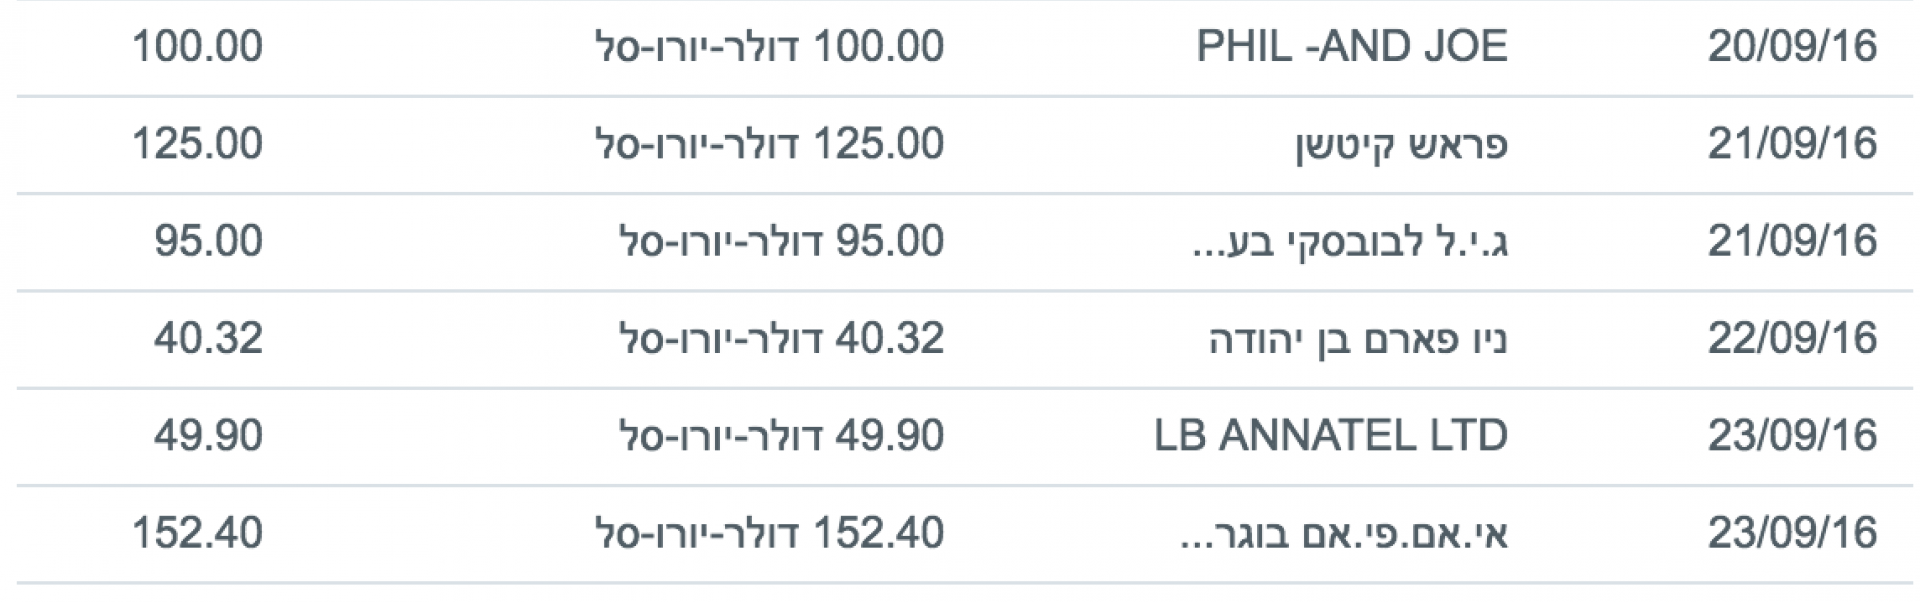 20/09/16 PHIL -AND JOE 100.00 דולר-יורו-סל 100.00
21/09/16 פראש קיטשן 125.00 דולר-יורו-סל 125.00
21/09/16 ג.י.ל לבובסקי בע... 95.00 דולר-יורו-סל 95.00
22/09/16 ניו פארם בן יהודה 40.32 דולר-יורו-סל 40.32
23/09/16 LB ANNATEL LTD 49.90 דולר-יורו-סל 49.90
23/09/16 אי.אם.פי.אם בוגר... 152.40 דולר-יורו-סל 152.40